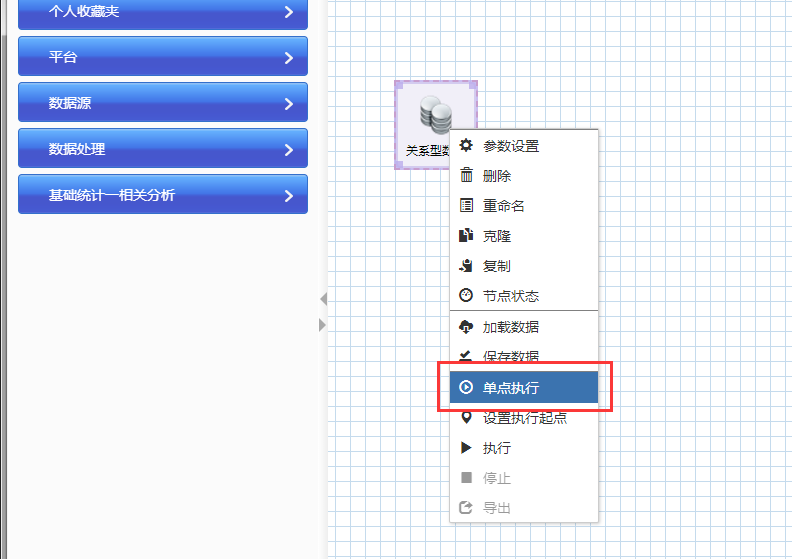 个人收藏夹
平台
数据源
数据处理
基础统计—相关分析
关系型数
参数设置
删除
重命名
克隆
复制
节点状态
加载数据
保存数据
单点执行
设置执行起点
执行
停止
导出